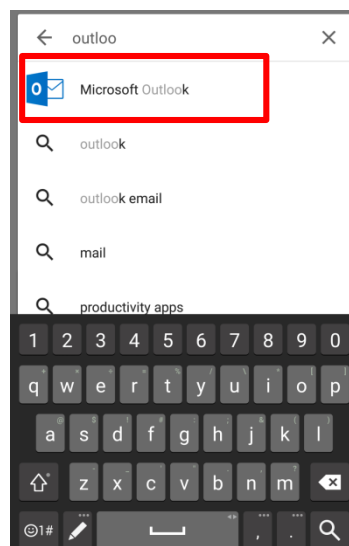 outloo
Microsoft Outlook
outlook
outlook email
mail
productivity apps
1 2 3 4 5 6 7 8 9 0
q w e r t y u i o p
a s d f g h j k l
z x c v b n m
1# , .